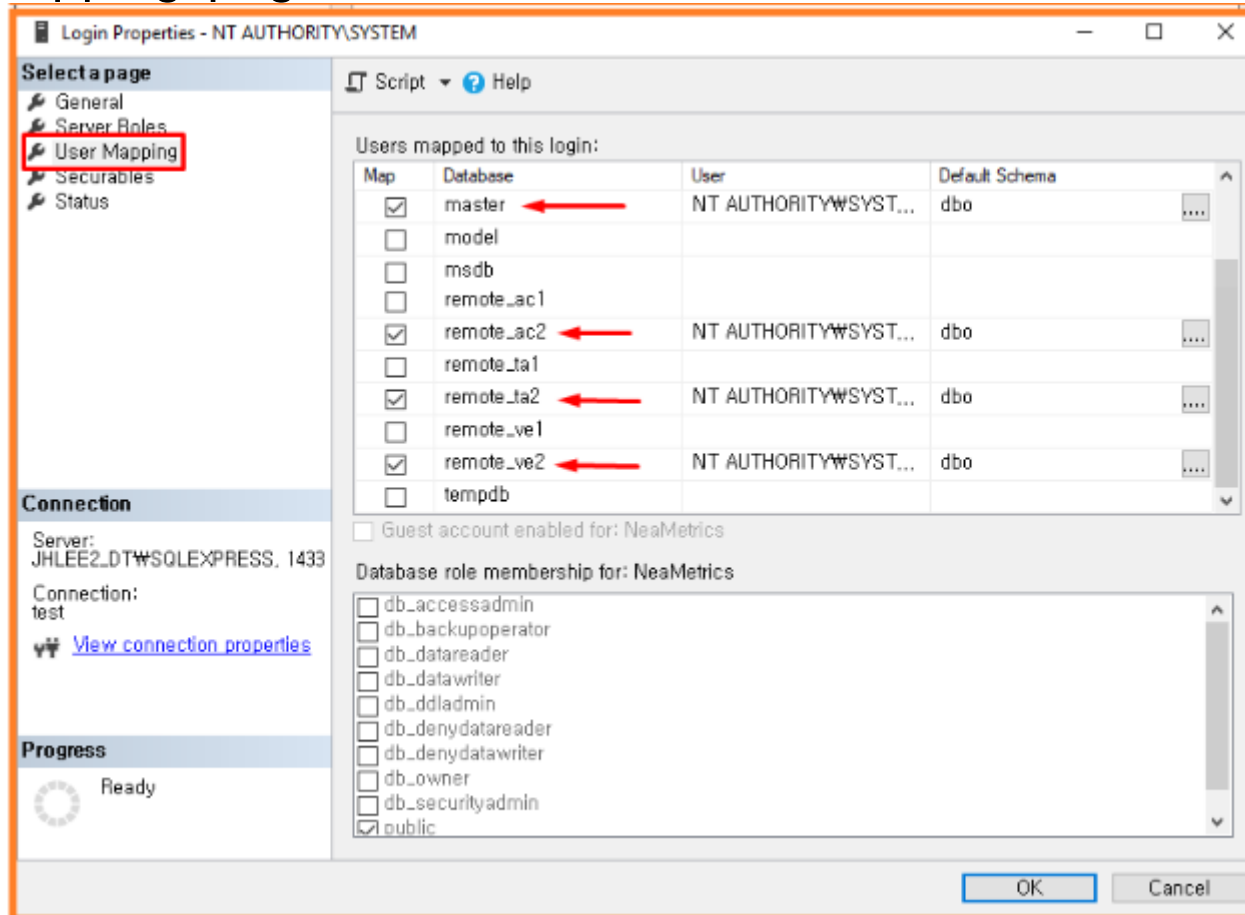 Login Properties - NT AUTHORITY\SYSTEM
Select a page
General
Server Roles
User Mapping
Securables
Status
Script Help
Users mapped to this login:
Map Database User Default Schema
master NT AUTHORITY₩SYST... dbo ....
model
msdb
remote_ac1
remote_ac2 NT AUTHORITY₩SYST... dbo ....
remote_ta1
remote_ta2 NT AUTHORITY₩SYST... dbo ....
remote_ve1
remote_ve2 NT AUTHORITY₩SYST... dbo ....
tempdb
Guest account enabled for: NeaMetrics
Database role membership for: NeaMetrics
db_accessadmin
db_backupoperator
db_datareader
db_datawriter
db_ddladmin
db_denydatareader
db_denydatawriter
db_owner
db_securityadmin
public
Connection
Server:
JHLEE2_DT₩SQLEXPRESS, 1433
Connection:
test
View connection properties
Progress
Ready
OK Cancel